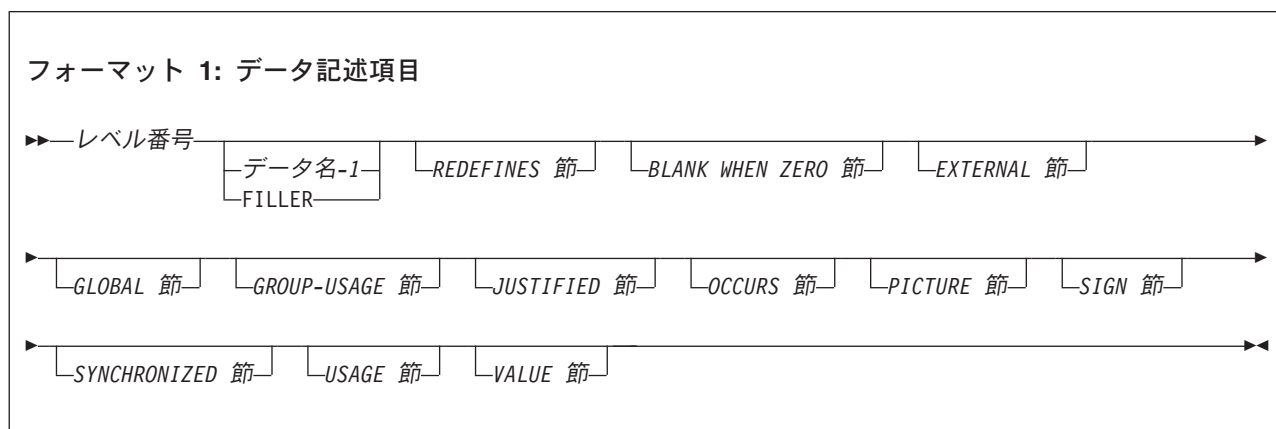 フォーマット 1: データ記述項目
レベル番号
データ名-1
FILLER
REDEFINES 節
BLANK WHEN ZERO 節
EXTERNAL 節
GLOBAL 節
GROUP-USAGE 節
JUSTIFIED 節
OCCURS 節
PICTURE 節
SIGN 節
SYNCHRONIZED 節
USAGE 節
VALUE 節